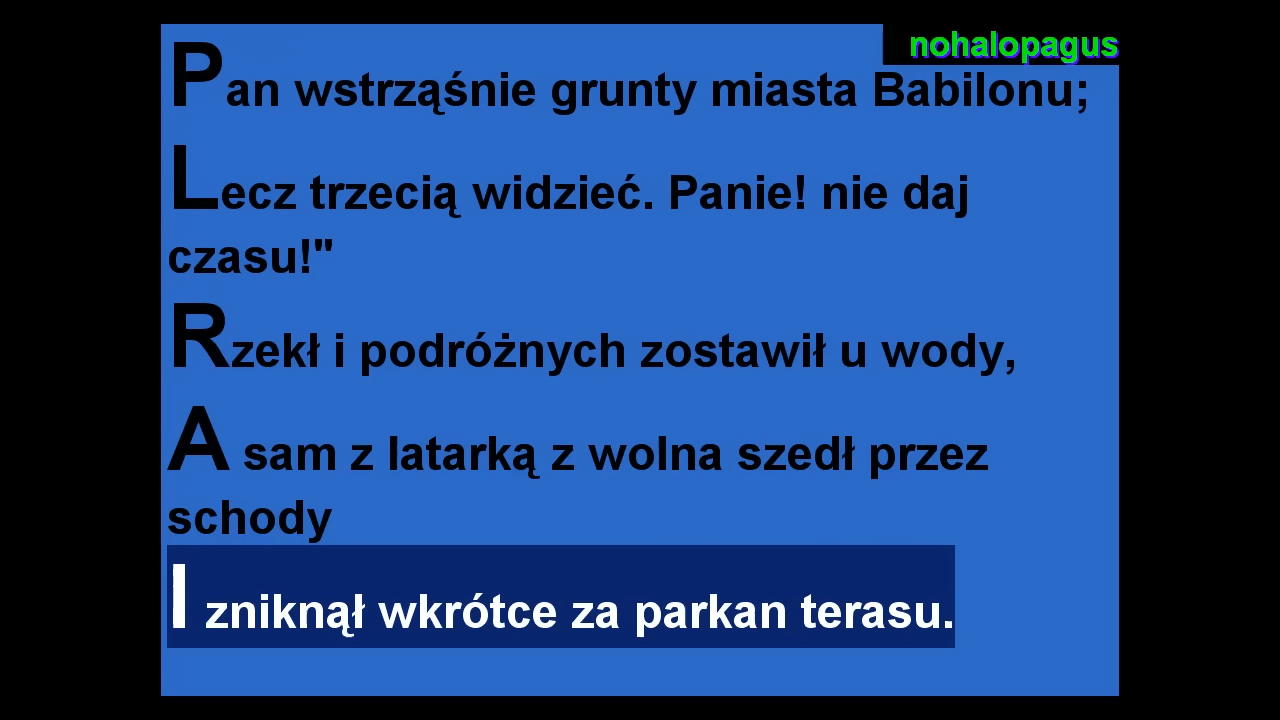 nohalopagus
Pan wstrząśnie grunty miasta Babilonu;
Lecz trzecią widzieć. Panie! nie daj
czasu!"
Rzekł i podróżnych zostawił u wody,
A sam z latarką z wolna szedł przez
schody
I zniknął wkrótce za parkan terasu.